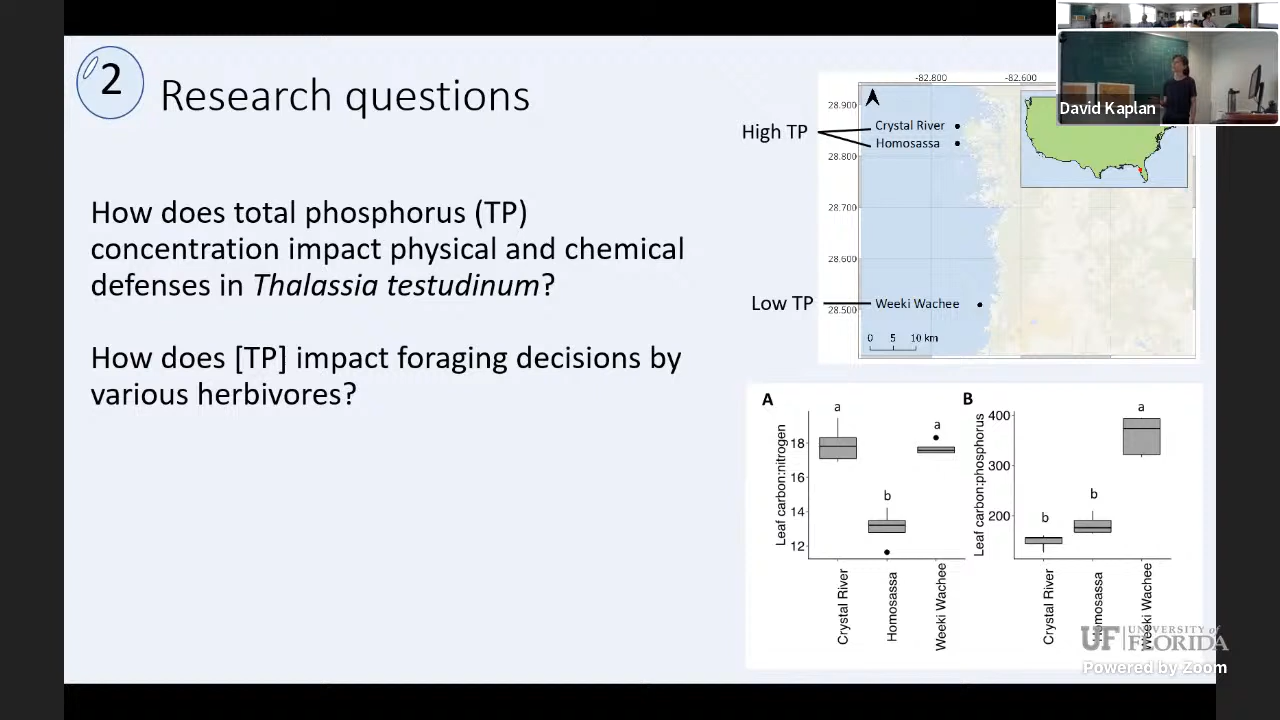 2
Research questions
How does total phosphorus (TP)
concentration impact physical and chemical
defenses in Thalassia testudinum?
How does [TP] impact foraging decisions by
various herbivores?
-82.800 -82.600
28.900
28.800
28.700
28.600
28.500
High TP
Crystal River
Homosassa
Low TP
Weeki Wachee
0 5 10 km
David Kaplan
A
Leaf carbon:nitrogen
18
16
14
12
a
b
a
Crystal River
Homosassa
Weeki Wachee
B
Leaf carbon:phosphorus
400
300
200
b
b
a
Crystal River
Homosassa
Weeki Wachee
UF UNIVERSITY of
FLORIDA
Powered by Zoom